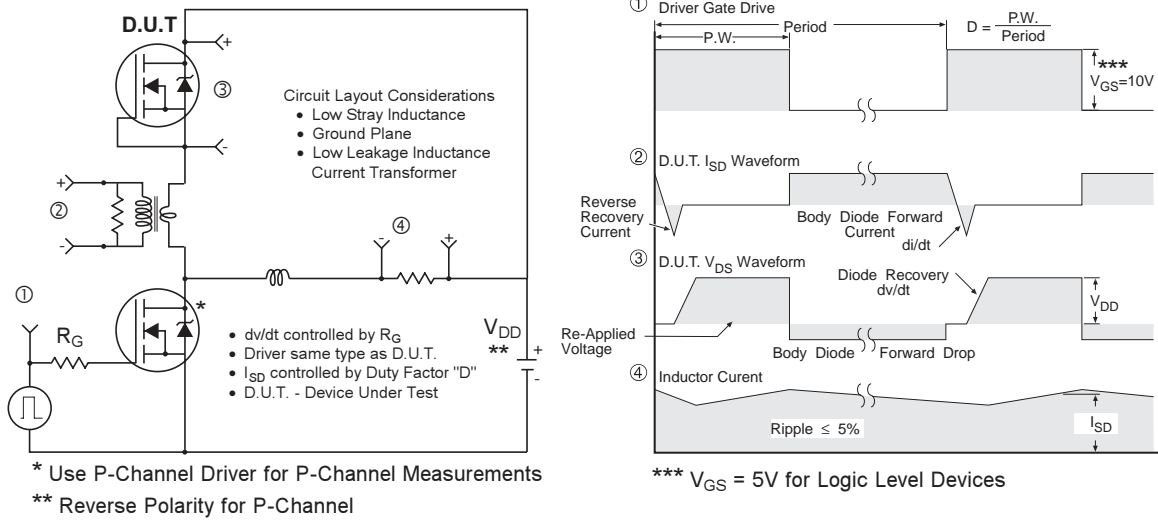 D.U.T
+
③
-
Circuit Layout Considerations
• Low Stray Inductance
• Ground Plane
• Low Leakage Inductance
Current Transformer
+
②
-
④
-
+
①
R_G
*
• dv/dt controlled by R_G
• Driver same type as D.U.T.
• I_SD controlled by Duty Factor "D"
• D.U.T. - Device Under Test
V_DD
**
+
-
* Use P-Channel Driver for P-Channel Measurements
** Reverse Polarity for P-Channel
① Driver Gate Drive
P.W.
Period
D = P.W.
Period
***
V_GS=10V
② D.U.T. I_SD Waveform
Reverse
Recovery
Current
Body Diode Forward
Current
di/dt
③ D.U.T. V_DS Waveform
Diode Recovery
dv/dt
V_DD
Re-Applied
Voltage
Body Diode
Forward Drop
④ Inductor Curent
Ripple ≤ 5%
I_SD
*** V_GS = 5V for Logic Level Devices